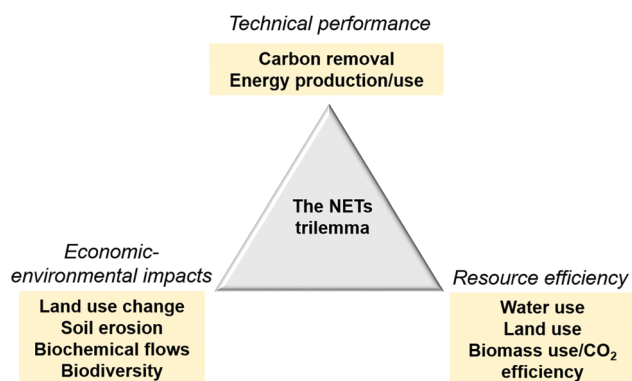 Technical performance
Carbon removal
Energy production/use
The NETs
trilemma
Economic-
environmental impacts
Land use change
Soil erosion
Biochemical flows
Biodiversity
Resource efficiency
Water use
Land use
Biomass use/CO₂
efficiency